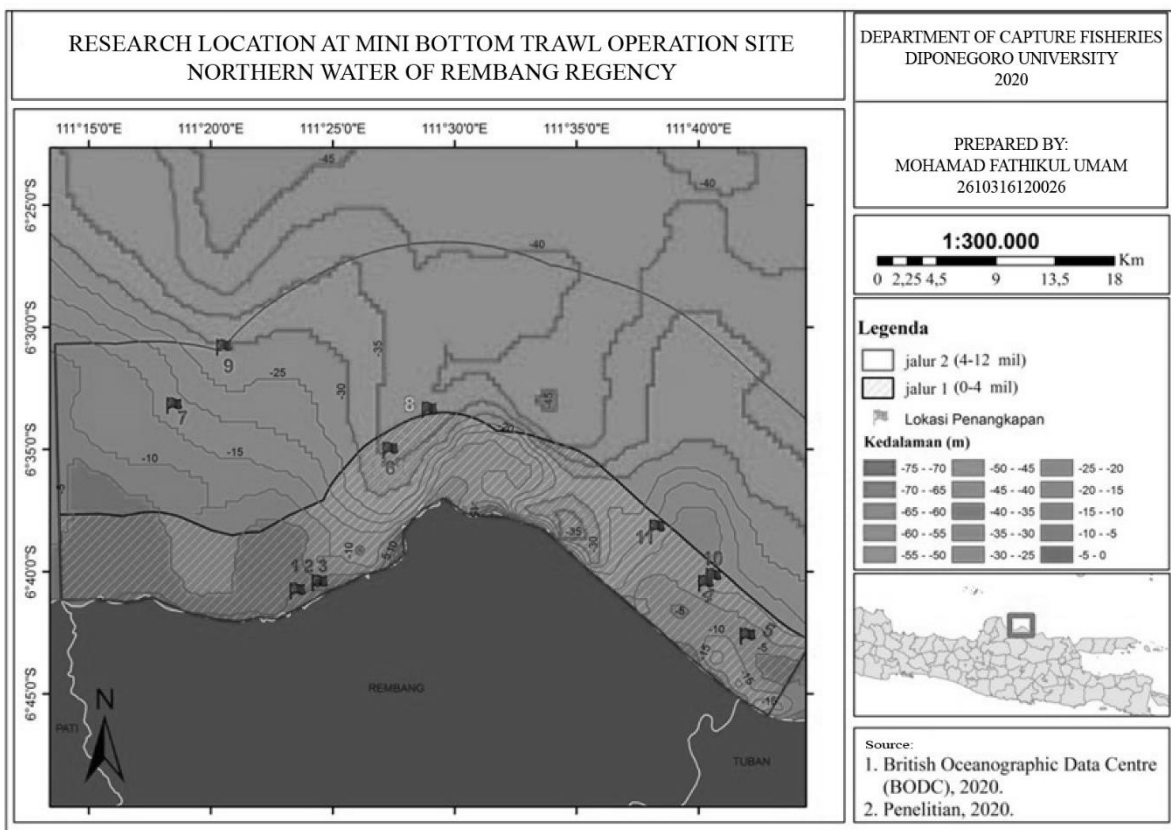 RESEARCH LOCATION AT MINI BOTTOM TRAWL OPERATION SITE
NORTHERN WATER OF REMBANG REGENCY
DEPARTMENT OF CAPTURE FISHERIES
DIPONEGORO UNIVERSITY
2020
PREPARED BY:
MOHAMAD FATHIKUL UMAM
2610316120026
1:300.000
Km
0 2,25 4,5 9 13,5 18
Legenda
jalur 2 (4-12 mil)
jalur 1 (0-4 mil)
Lokasi Penangkapan
Kedalaman (m)
-75 - -70 -50 - -45 -25 - -20
-70 - -65 -45 - -40 -20 - -15
-65 - -60 -40 - -35 -15 - -10
-60 - -55 -35 - -30 -10 - -5
-55 - -50 -30 - -25 -5 - 0
Source:
1. British Oceanographic Data Centre
(BODC), 2020.
2. Penelitian, 2020.
111°15'0"E 111°20'0"E 111°25'0"E 111°30'0"E 111°35'0"E 111°40'0"E
6°25'0"S
6°30'0"S
6°35'0"S
6°40'0"S
6°45'0"S
-45
-40
-40
-35
-30
-25
-45
-20
-15
-10
-35
-30
-10
-5
-10
-5
-10
-5
-15
-15
9
7
8
6
11
10
1 2 3
4
5
REMBANG
PATI
TUBAN
N